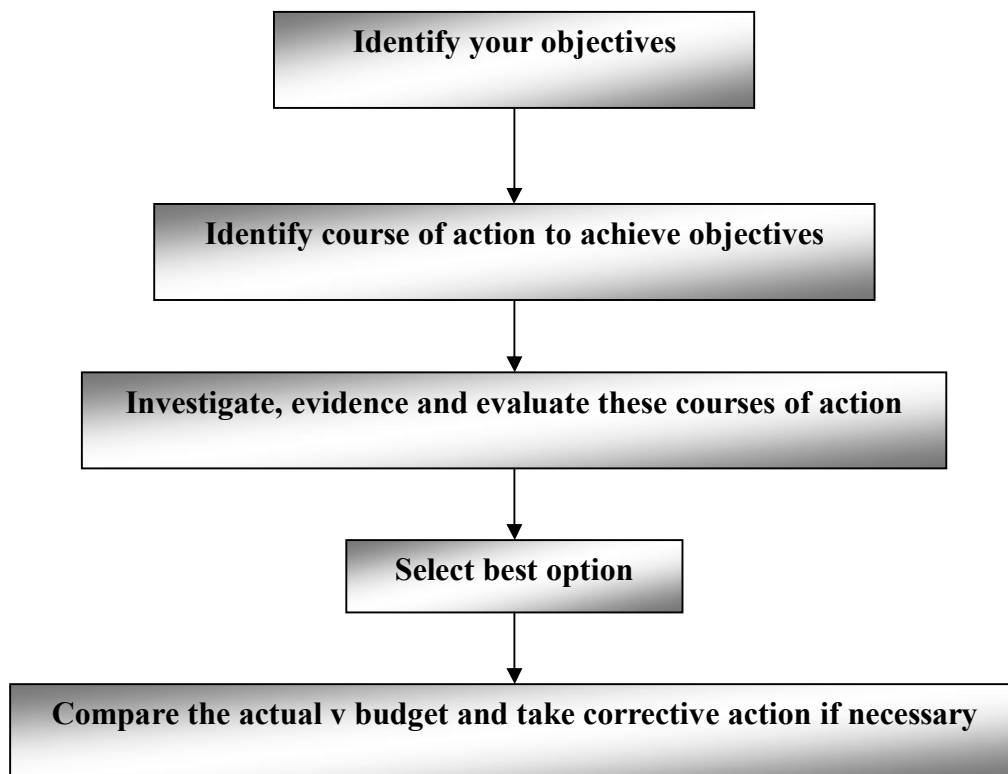 Identify your objectives
Identify course of action to achieve objectives
Investigate, evidence and evaluate these courses of action
Select best option
Compare the actual v budget and take corrective action if necessary